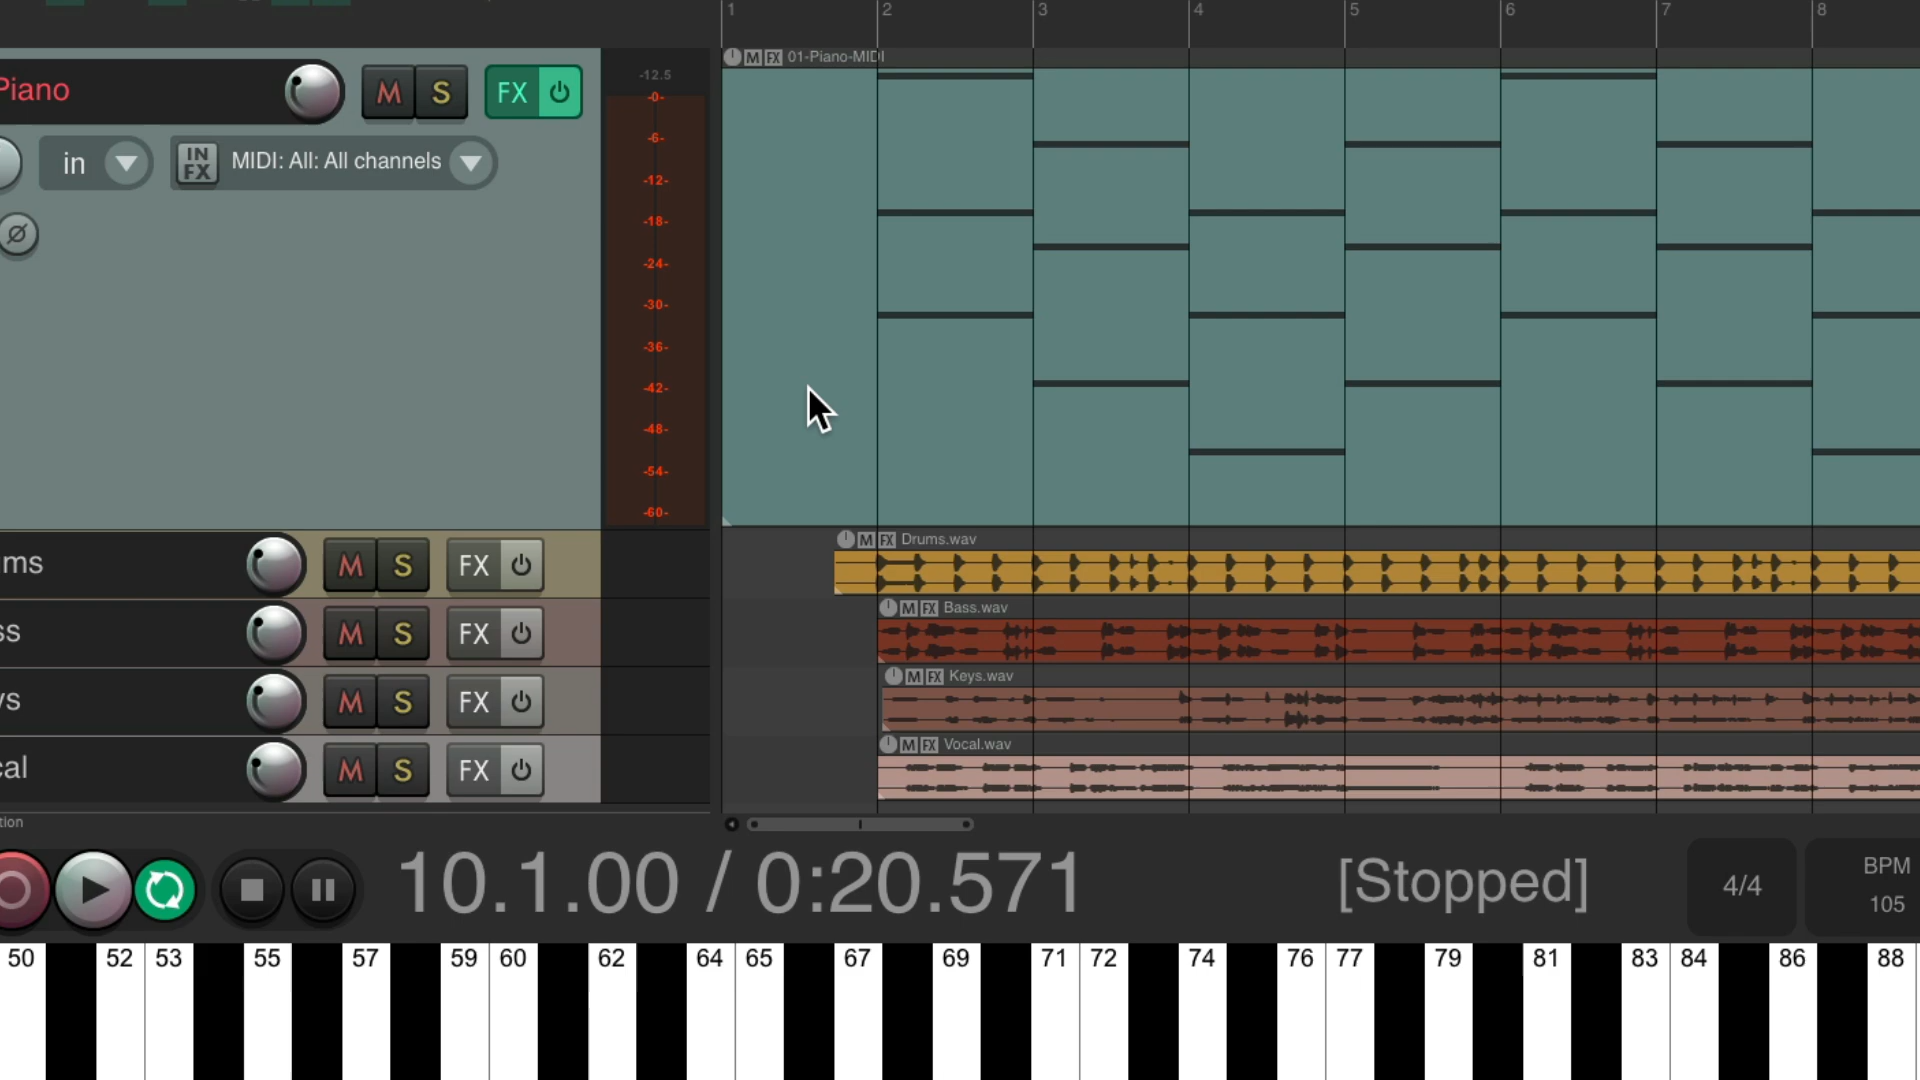 1 2 3 4 5 6 7 8
M FX 01-Piano-MIDI
Piano M S FX
-12.5
-0-
-6-
-12-
-18-
-24-
-30-
-36-
-42-
-48-
-54-
-60-
in IN FX MIDI: All: All channels
Ø
M FX Drums.wav
ms M S FX
M FX Bass.wav
ss M S FX
M FX Keys.wav
ys M S FX
M FX Vocal.wav
cal M S FX
tion
10.1.00 / 0:20.571 [Stopped] 4/4 BPM
105
50 52 53 55 57 59 60 62 64 65 67 69 71 72 74 76 77 79 81 83 84 86 88